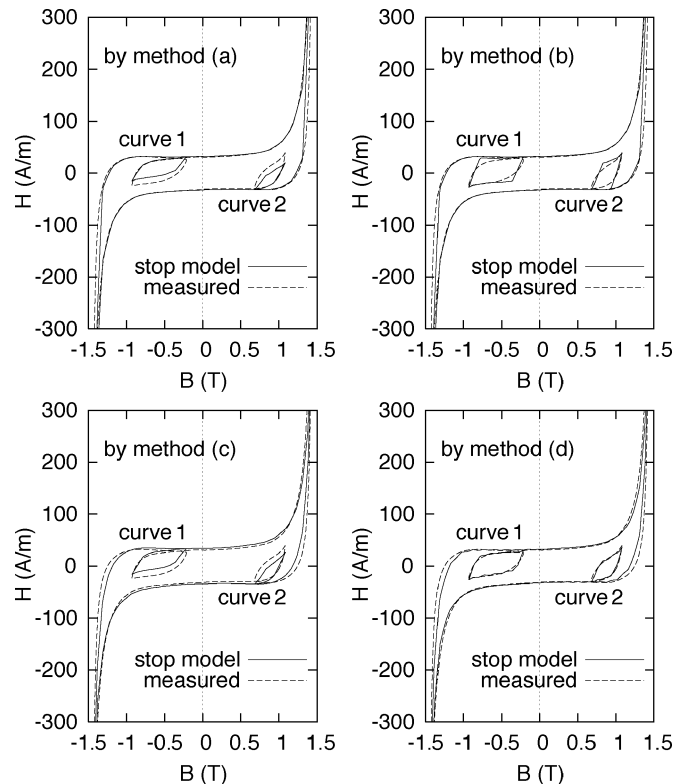 300
by method (a)
200
100
curve 1
H (A/m)
0
curve 2
-100
stop model
-200
measured
-300
-1.5 -1 -0.5 0 0.5 1 1.5
B (T)
300
by method (b)
200
100
curve 1
H (A/m)
0
curve 2
-100
stop model
-200
measured
-300
-1.5 -1 -0.5 0 0.5 1 1.5
B (T)
300
by method (c)
200
100
curve 1
H (A/m)
0
curve 2
-100
stop model
-200
measured
-300
-1.5 -1 -0.5 0 0.5 1 1.5
B (T)
300
by method (d)
200
100
curve 1
H (A/m)
0
curve 2
-100
stop model
-200
measured
-300
-1.5 -1 -0.5 0 0.5 1 1.5
B (T)